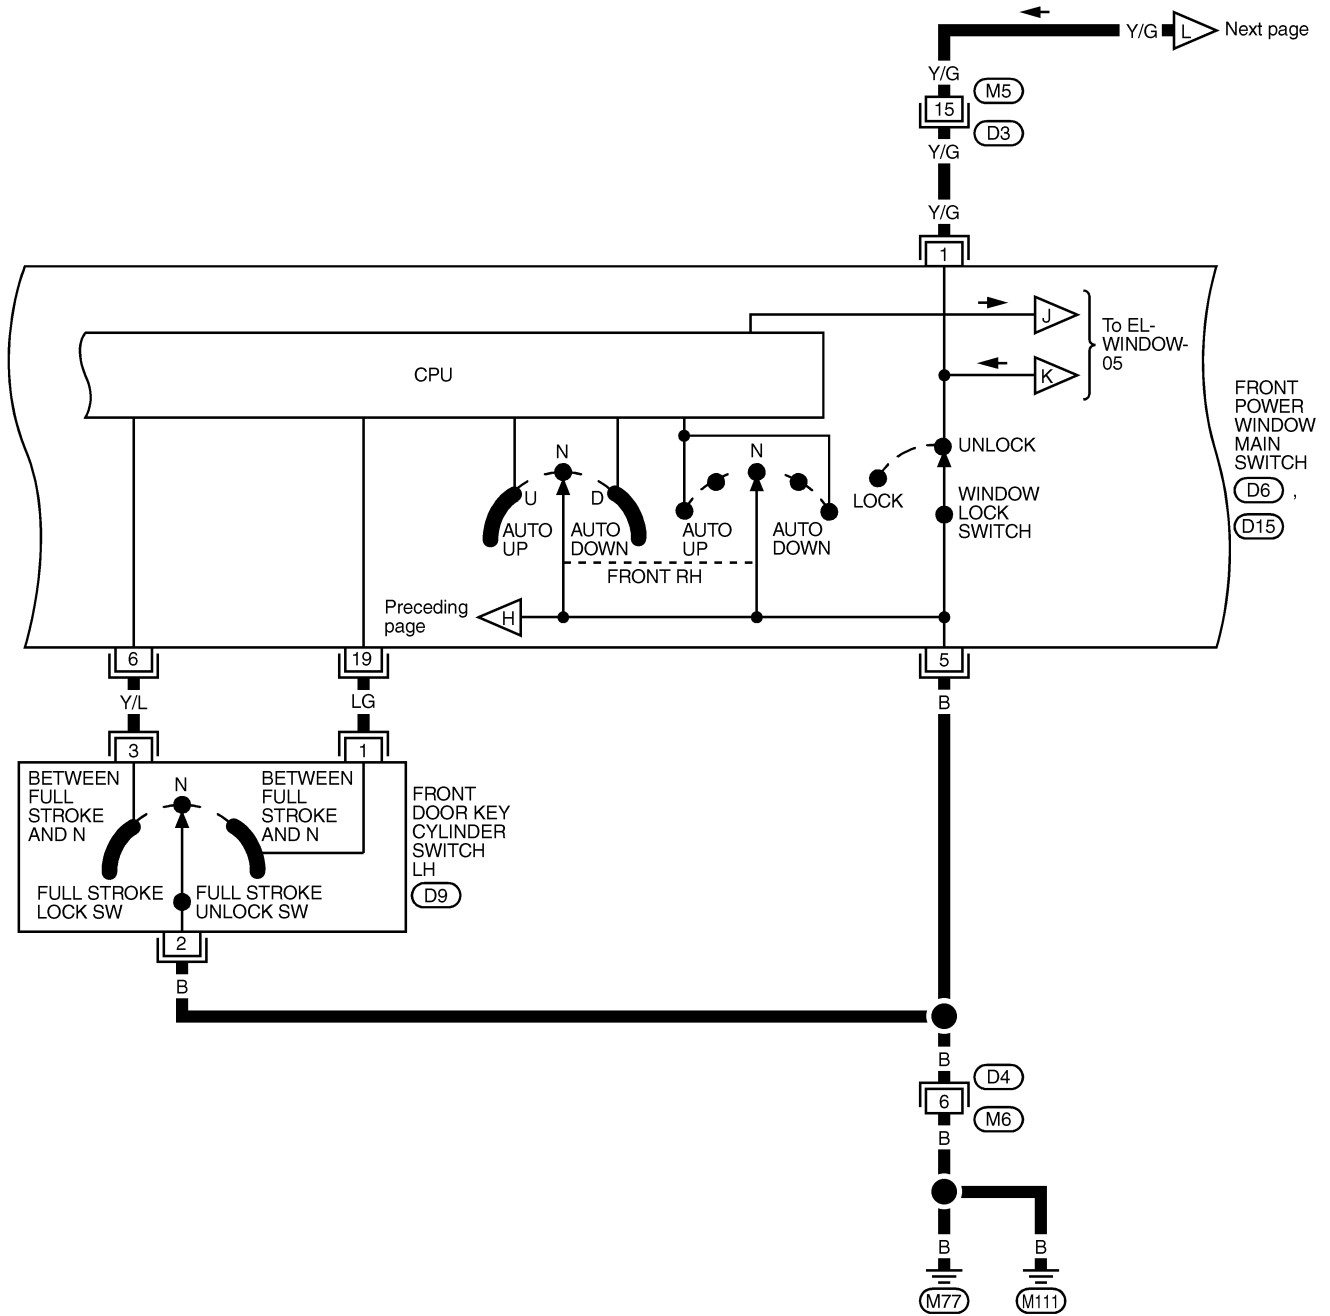 Y/G
L
Next page
Y/G
M5
15
D3
Y/G
Y/G
1
J
To EL-
WINDOW-
05
K
CPU
FRONT
POWER
WINDOW
MAIN
SWITCH
D6 ,
D15
N
U
D
AUTO
UP
AUTO
DOWN
N
AUTO
UP
AUTO
DOWN
FRONT RH
UNLOCK
LOCK
WINDOW
LOCK
SWITCH
Preceding
page
H
6
19
5
Y/L
LG
B
3
1
BETWEEN
FULL
STROKE
AND N
N
BETWEEN
FULL
STROKE
AND N
FULL STROKE
LOCK SW
FULL STROKE
UNLOCK SW
FRONT
DOOR KEY
CYLINDER
SWITCH
LH
D9
2
B
B
D4
6
M6
B
B
B
M77
M111